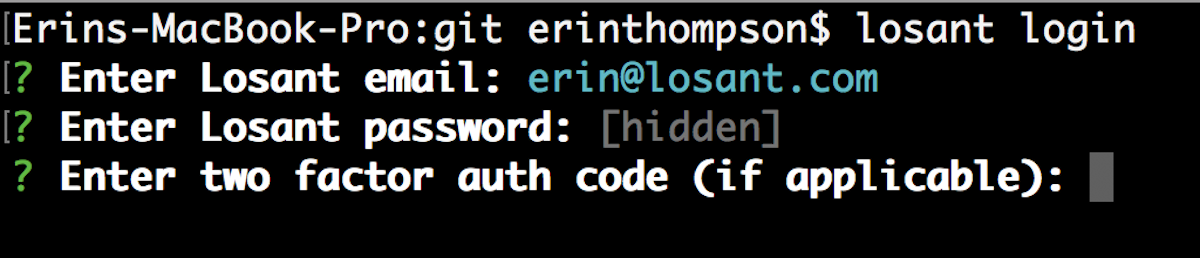 [Erins-MacBook-Pro:git erinthompson$ losant login
[? Enter Losant email: erin@losant.com
[? Enter Losant password: [hidden]
? Enter two factor auth code (if applicable):